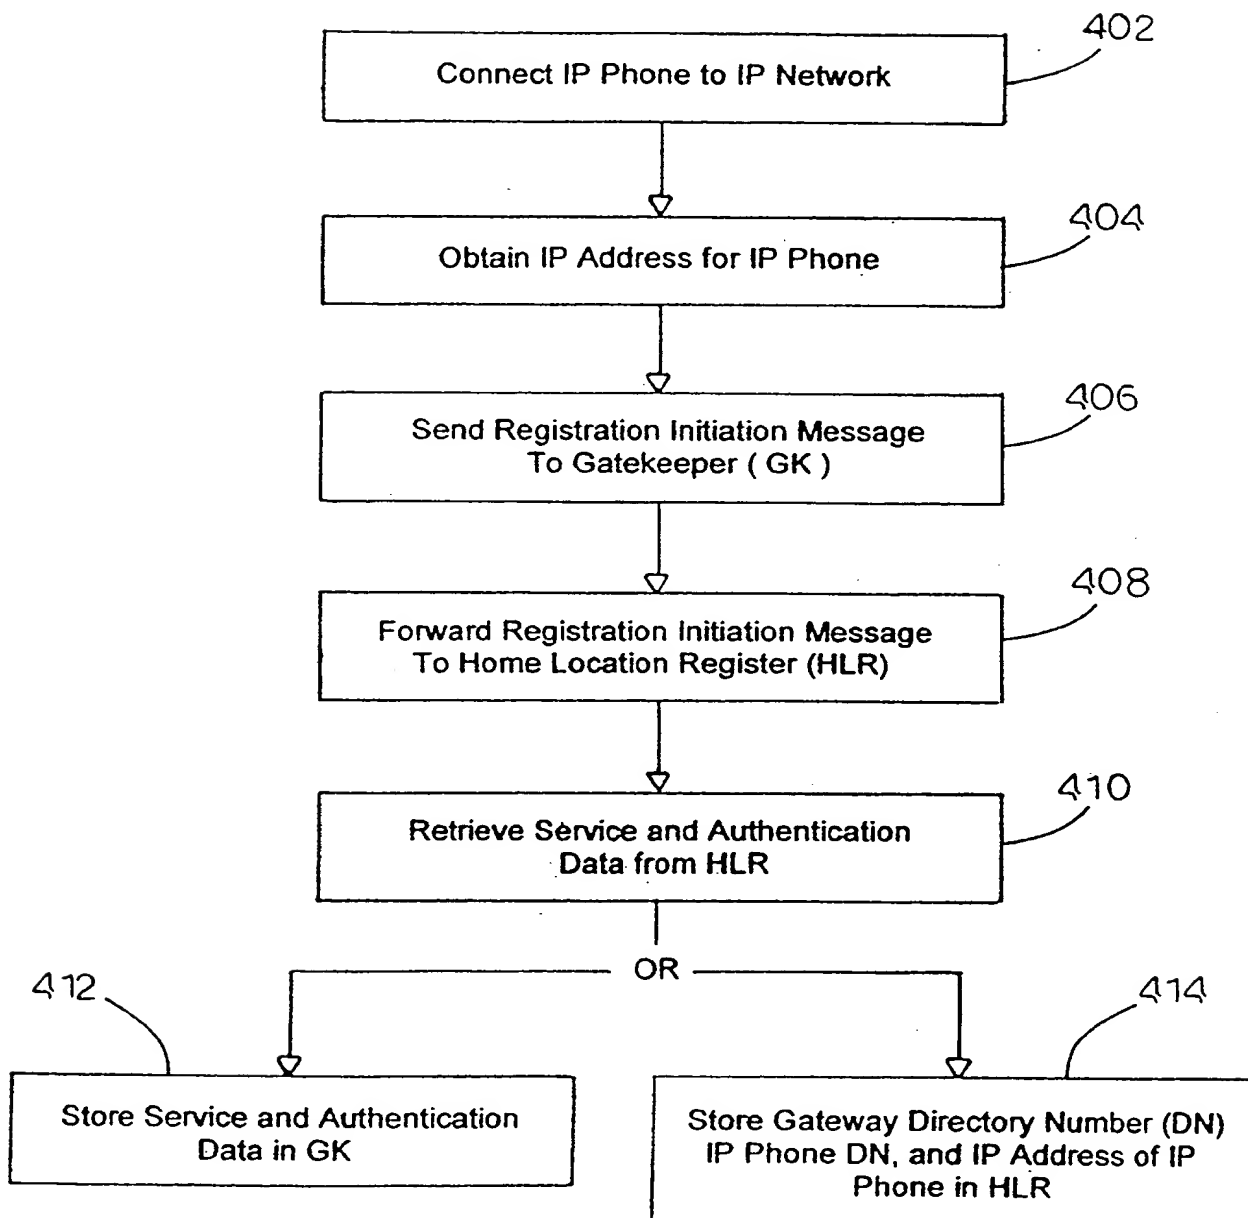 402
Connect IP Phone to IP Network
404
Obtain IP Address for IP Phone
406
Send Registration Initiation Message
To Gatekeeper ( GK )
408
Forward Registration Initiation Message
To Home Location Register (HLR)
410
Retrieve Service and Authentication
Data from HLR
OR
412
414
Store Service and Authentication
Data in GK
Store Gateway Directory Number (DN)
IP Phone DN, and IP Address of IP
Phone in HLR